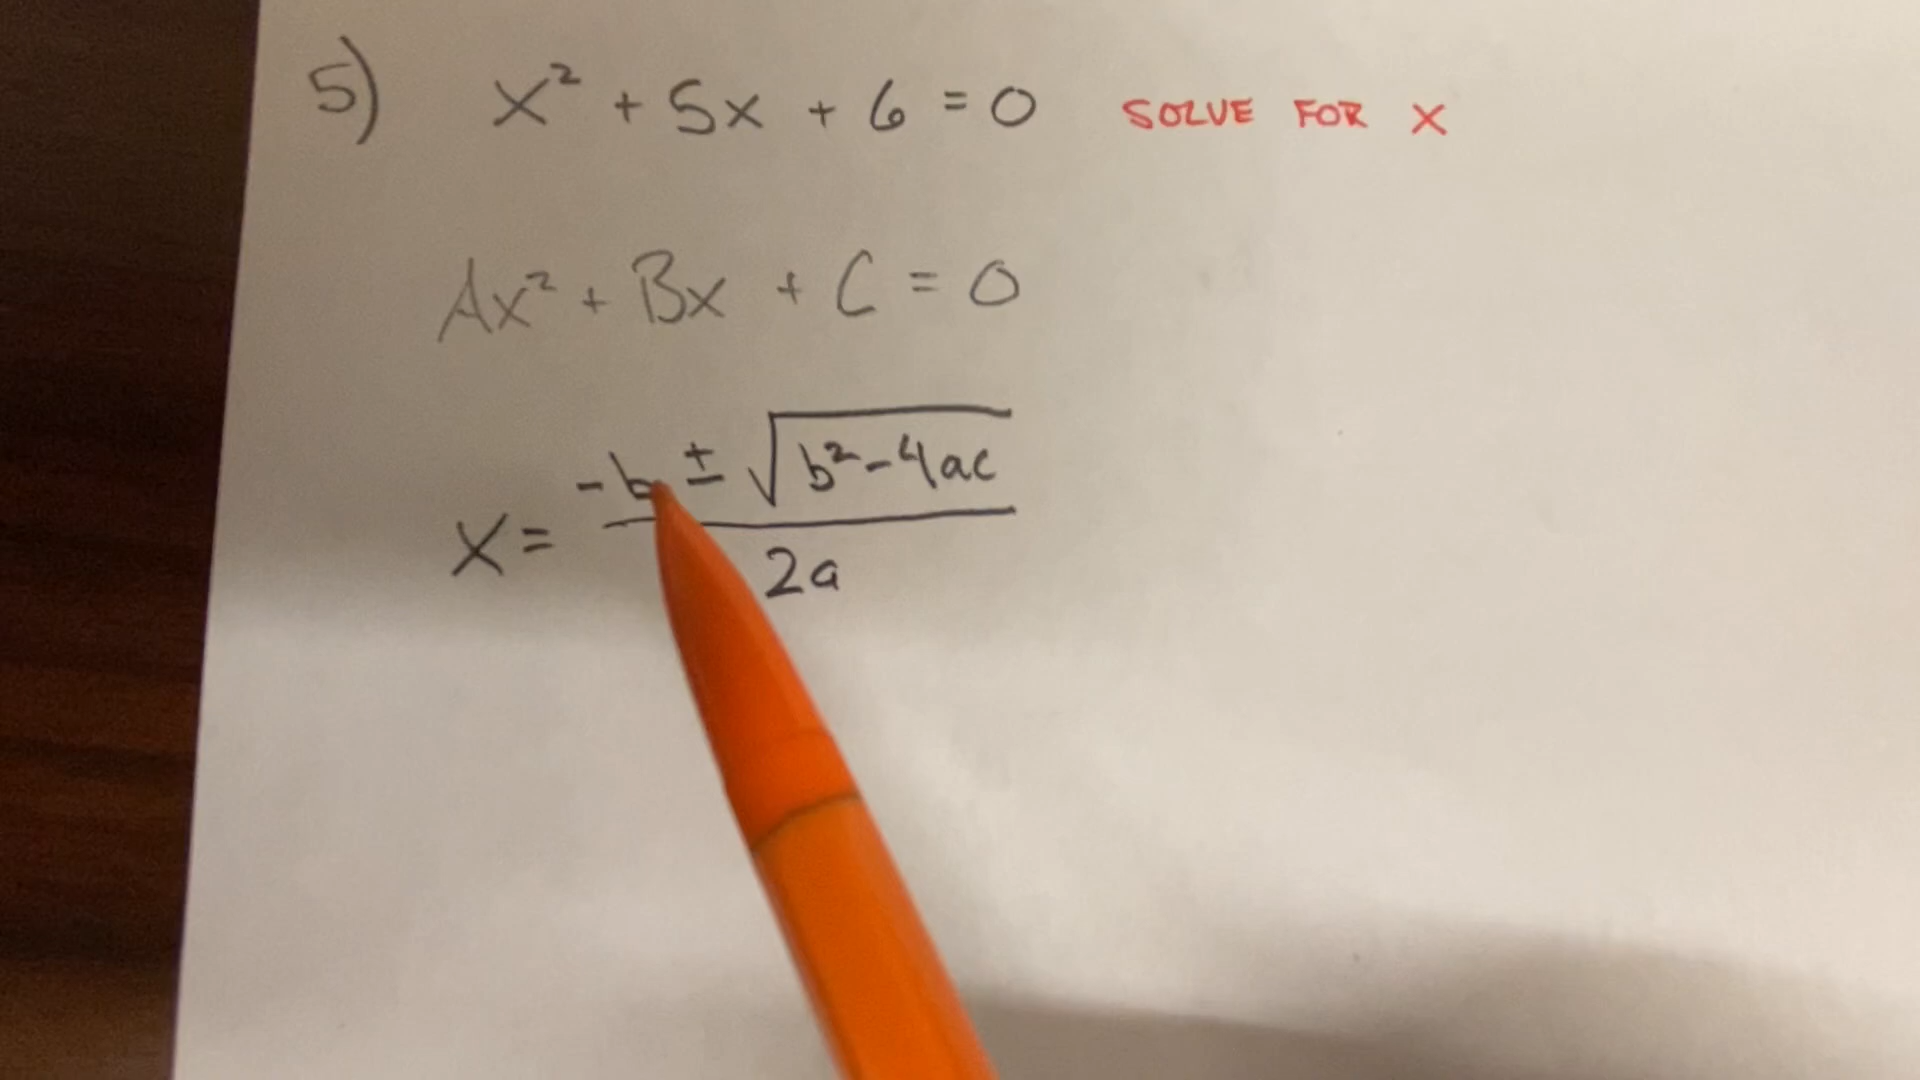 5) x² + 5x + 6 = 0 SOLVE FOR X
Ax² + Bx + C = 0
x = -b ± √b²-4ac
2a